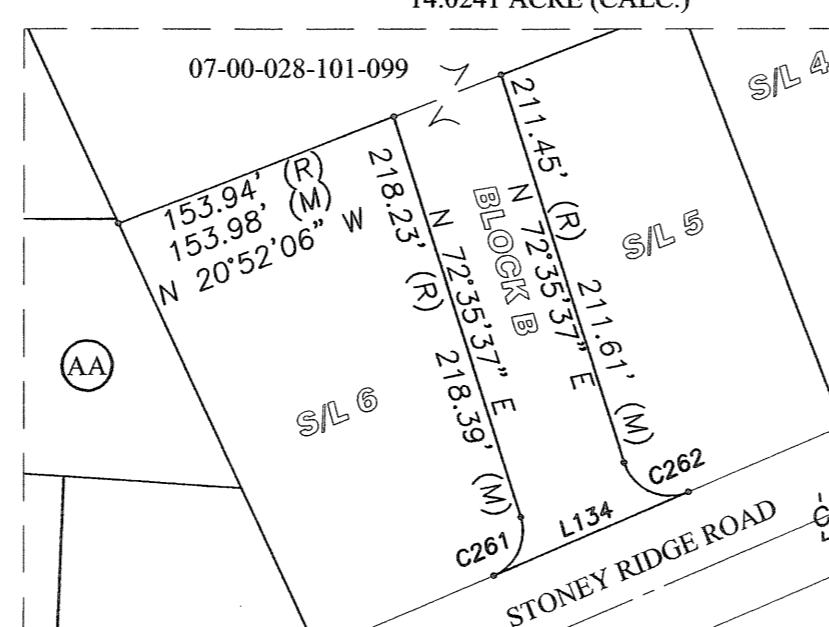 14.0241 ACRE (CALC.)
07-00-028-101-099
S/L 4
153.94' (R)
153.98' (M)
N 20°52'06" W
218.23' (R) 218.39' (M)
N 72°35'37" E
BLOCK B
211.45' (R) 211.61' (M)
N 72°35'37" E
S/L 5
AA
S/L 6
C262
L134
C261
STONEY RIDGE ROAD